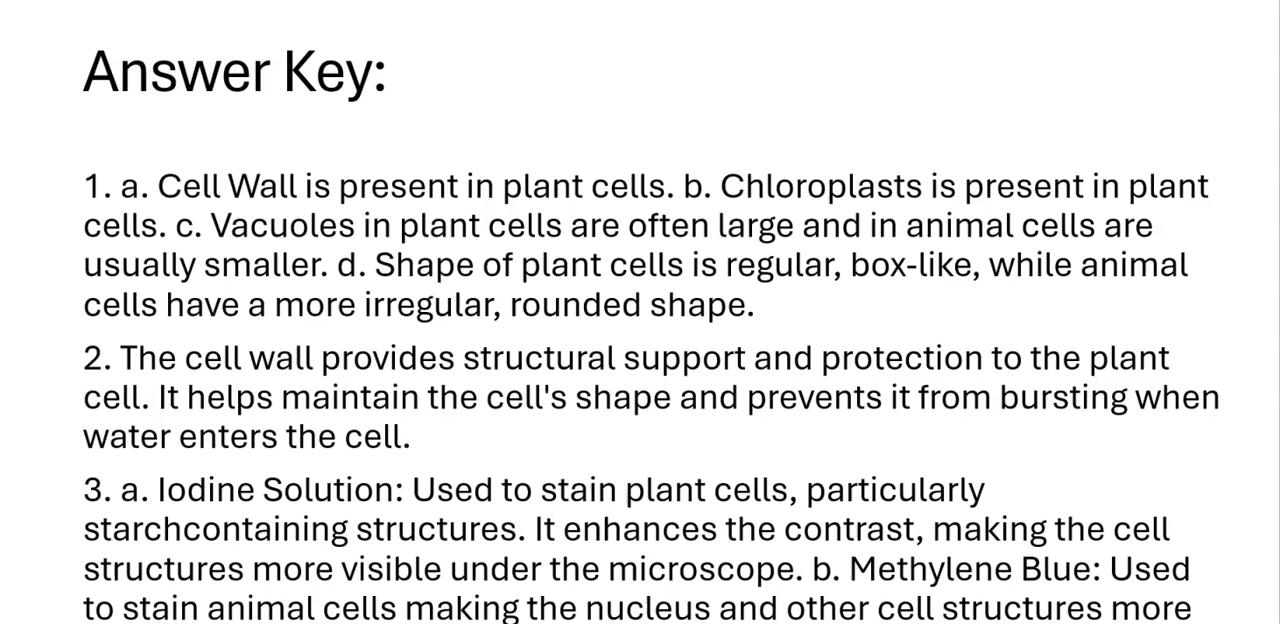 Answer Key:
1. a. Cell Wall is present in plant cells. b. Chloroplasts is present in plant
cells. c. Vacuoles in plant cells are often large and in animal cells are
usually smaller. d. Shape of plant cells is regular, box-like, while animal
cells have a more irregular, rounded shape.
2. The cell wall provides structural support and protection to the plant
cell. It helps maintain the cell's shape and prevents it from bursting when
water enters the cell.
3. a. Iodine Solution: Used to stain plant cells, particularly
starchcontaining structures. It enhances the contrast, making the cell
structures more visible under the microscope. b. Methylene Blue: Used
to stain animal cells making the nucleus and other cell structures more